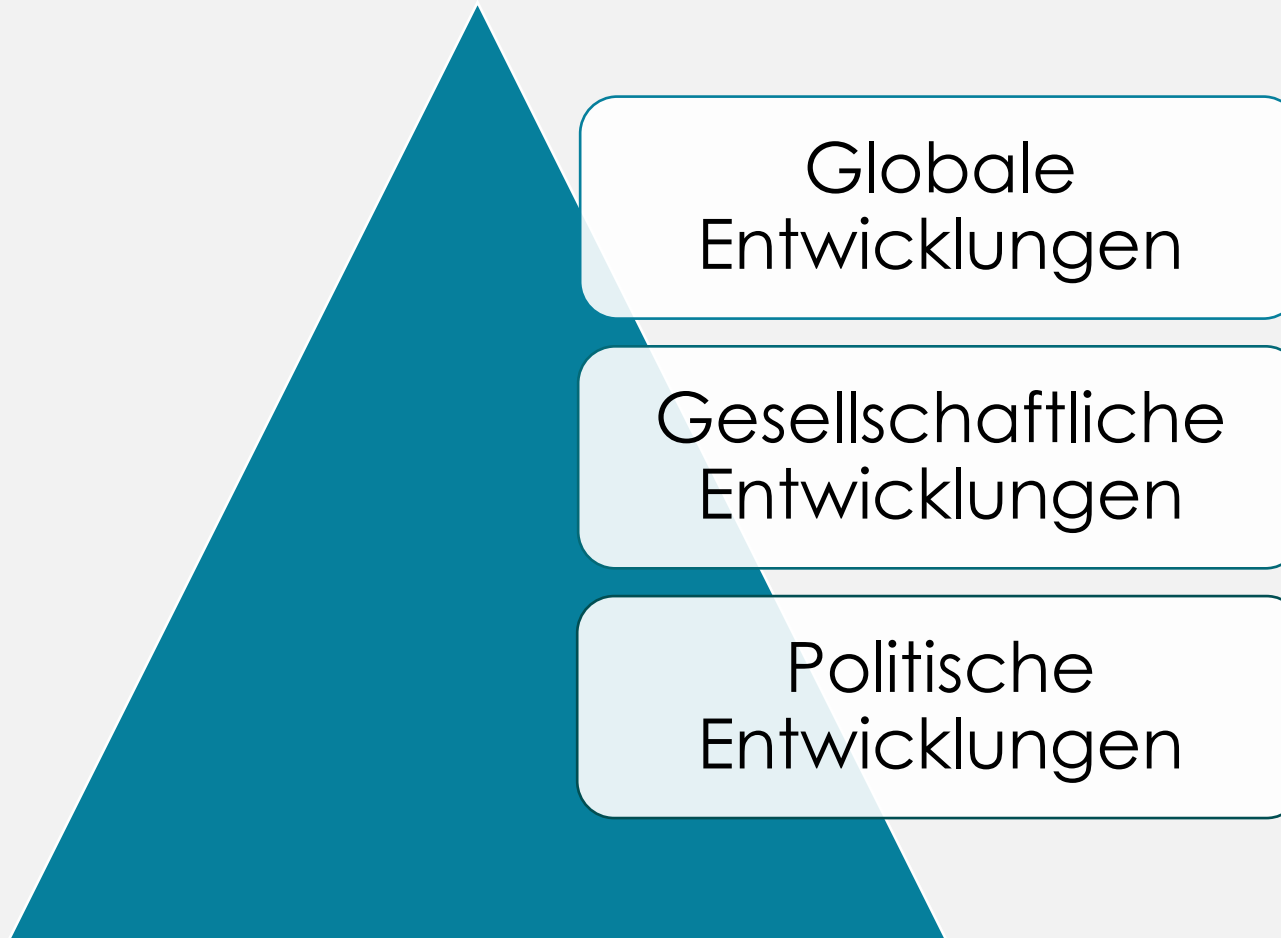 Globale
Entwicklungen
Gesellschaftliche
Entwicklungen
Politische
Entwicklungen